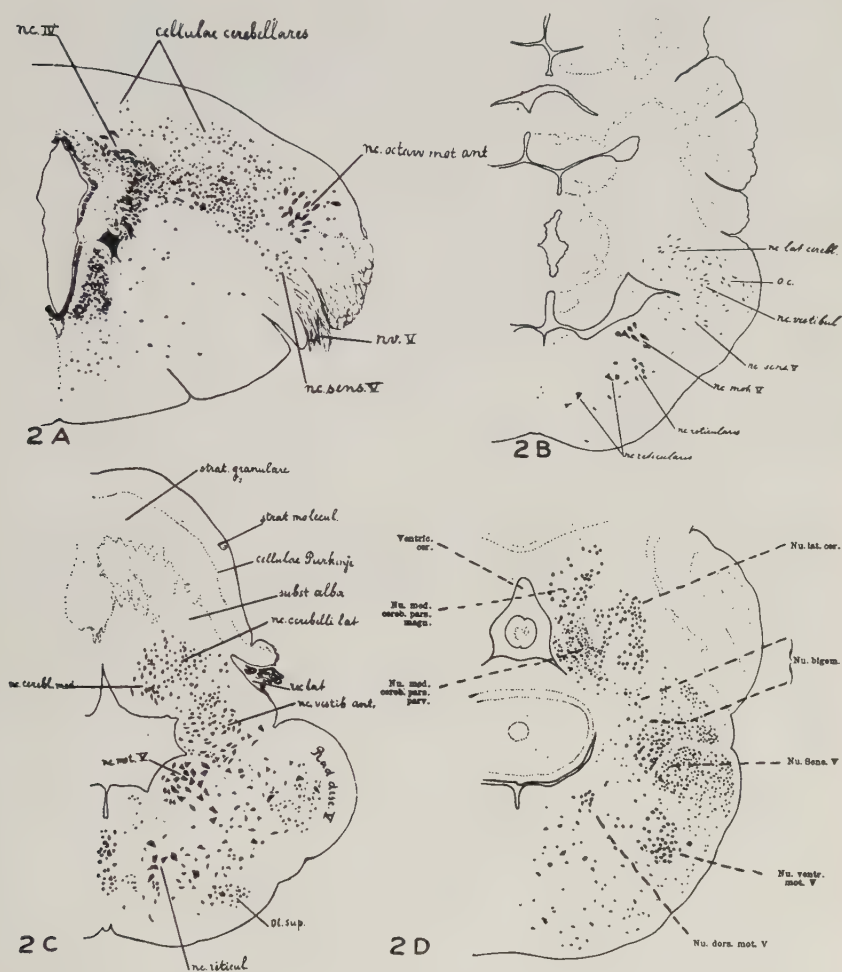 nc. IV
cellulae cerebellares
nc. octavo mot ant
nv. V
nc. sens. V
2A
nc lat cerebl.
o c.
nc. vestibul
nc sens V
nc mot V
nc reticularis
nc reticularis
2B
strat. granulare
strat molecul.
cellulae Purkinje
subst alba
nc. cerebelli lat
nc. cerebl. med
rec lat
nc. vestib ant.
nc. mot. V
Rad desc. V
Ol. sup.
nc. reticul
2C
Ventric.
cer.
Nu. lat. cer.
Nu. med.
cereb. pars.
magn.
Nu. bigem.
Nu. med.
cereb. pars.
parv.
Nu. Sens. V
Nu. ventr.
mot. V
Nu. dors. mot. V
2D